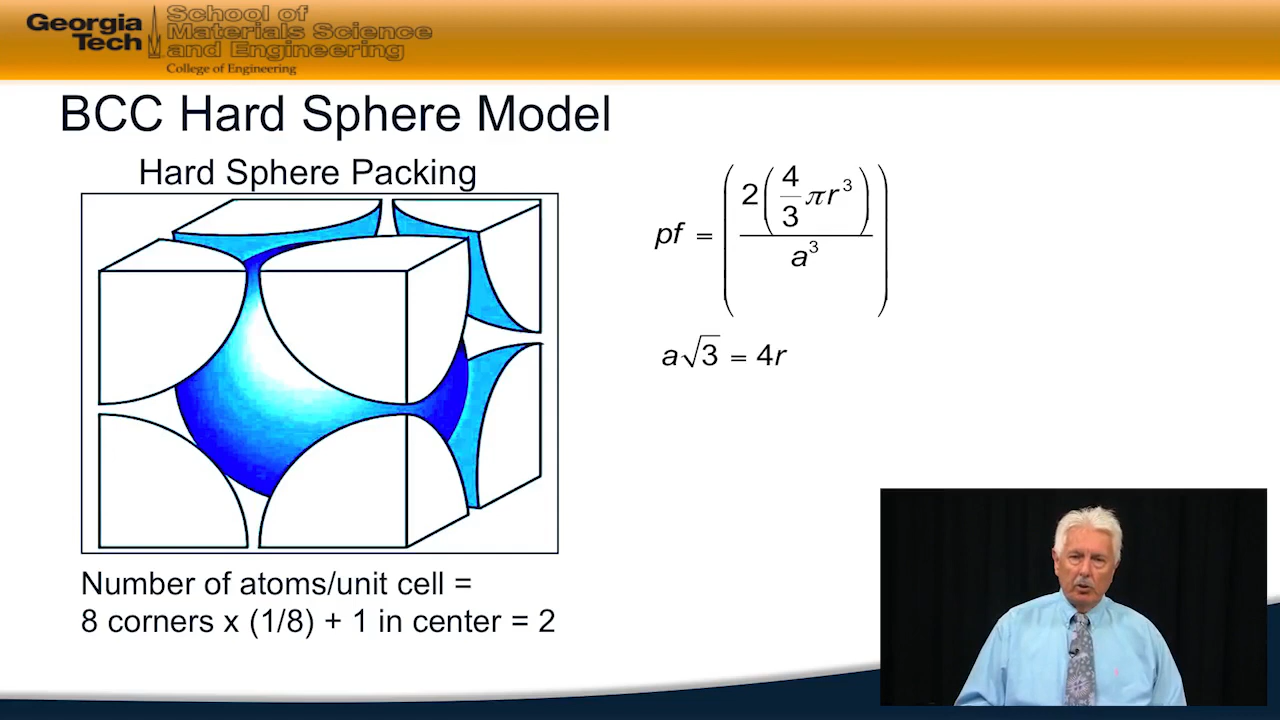 Georgia Tech
School of Materials Science and Engineering
College of Engineering
BCC Hard Sphere Model
Hard Sphere Packing
pf = ( 2 ( 4/3 π r³ ) / a³ )
a√3 = 4r
Number of atoms/unit cell =
8 corners x (1/8) + 1 in center = 2